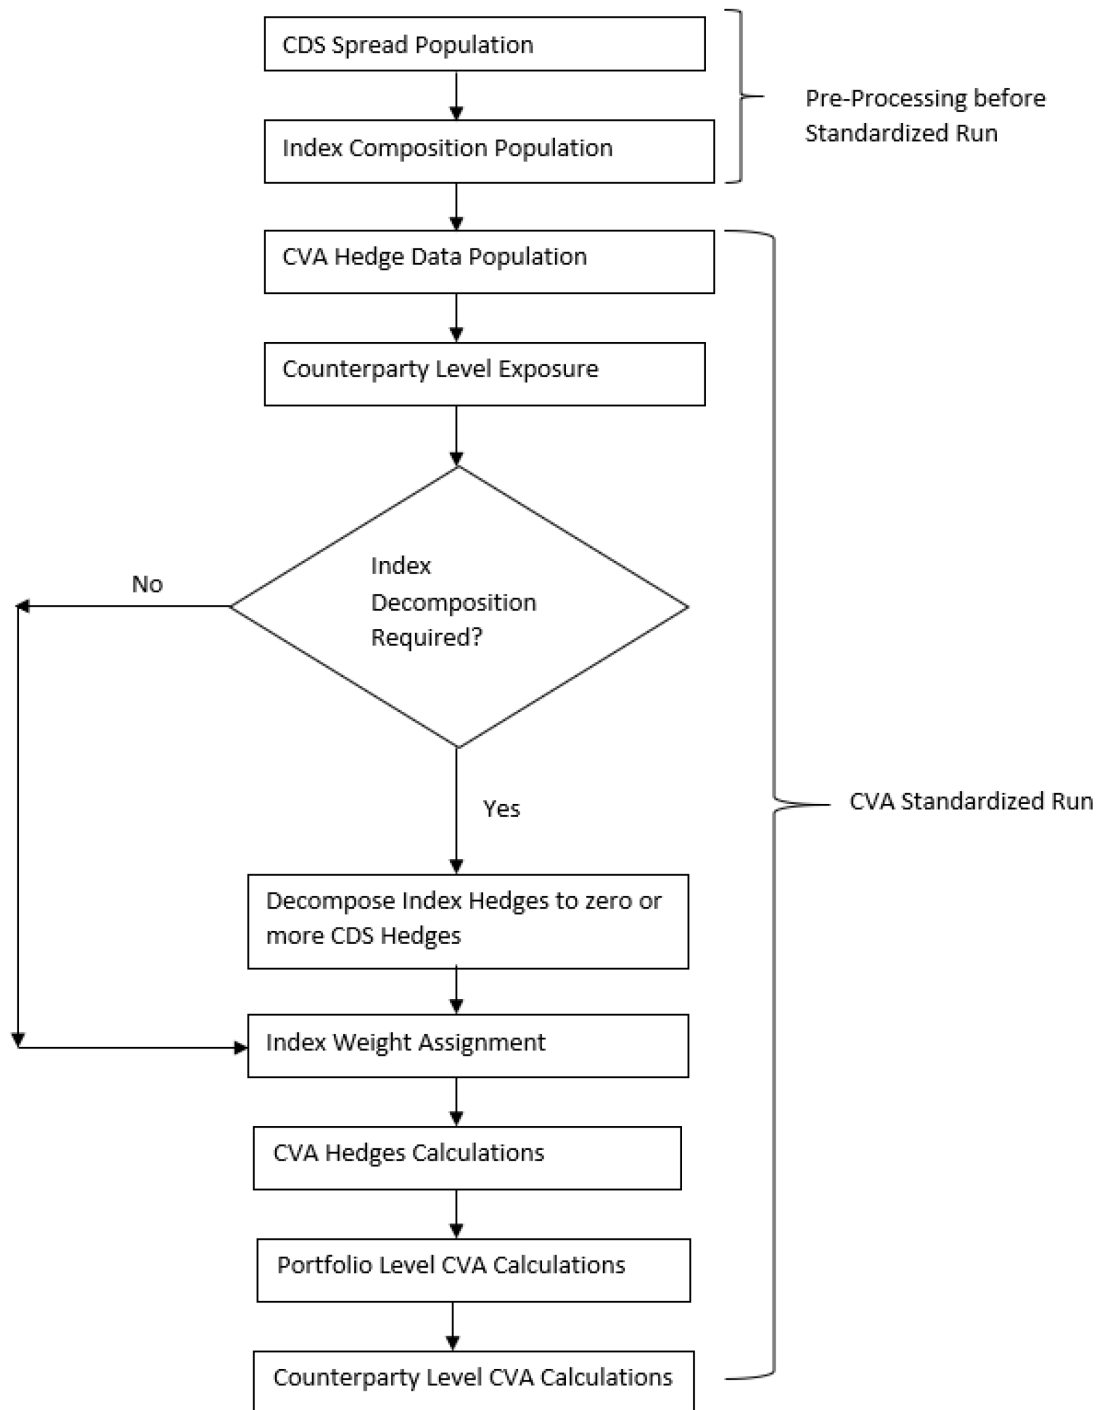 CDS Spread Population
Pre-Processing before
Standardized Run
Index Composition Population
CVA Hedge Data Population
Counterparty Level Exposure
No
Index
Decomposition
Required?
Yes
CVA Standardized Run
Decompose Index Hedges to zero or
more CDS Hedges
Index Weight Assignment
CVA Hedges Calculations
Portfolio Level CVA Calculations
Counterparty Level CVA Calculations